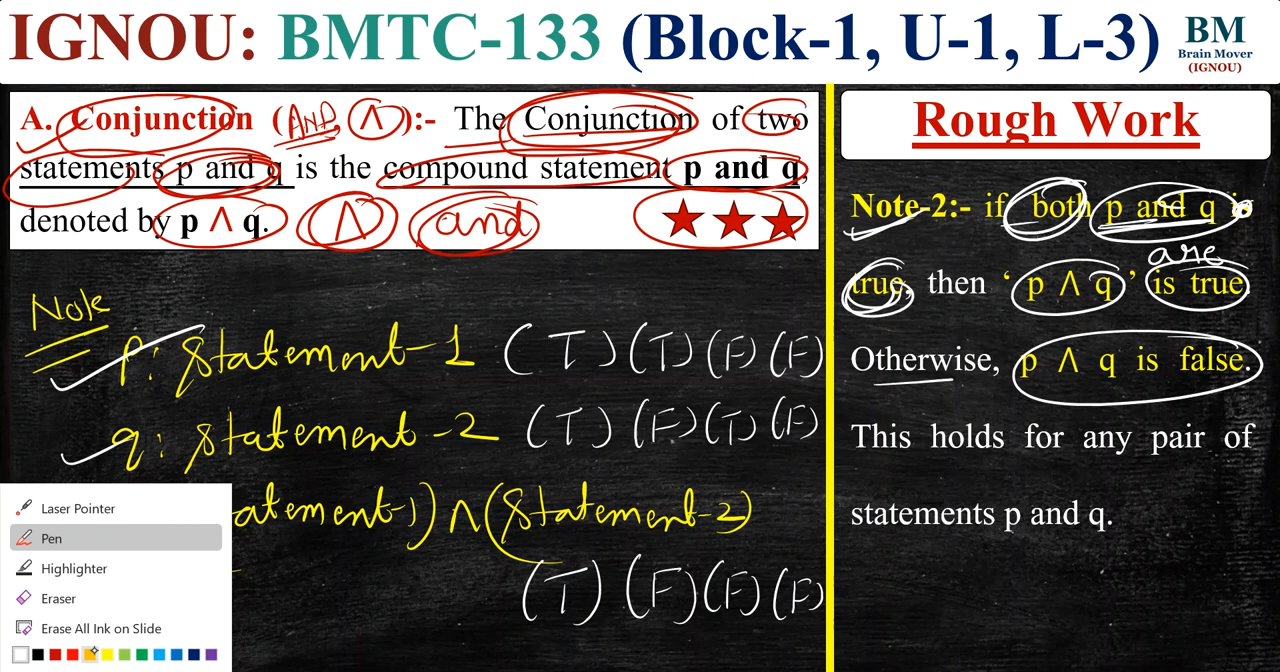 IGNOU: BMTC-133 (Block-1, U-1, L-3)
BM
Brain Mover
(IGNOU)
A. Conjunction (AND, ∧):- The Conjunction of two
statements p and q is the compound statement p and q,
denoted by p ∧ q. ∧ and
Note
p: Statement-1 (T) (T) (F) (F)
q: Statement-2 (T) (F) (T) (F)
atement-1) ∧ (Statement-2)
(T) (F) (F) (F)
Laser Pointer
Pen
Highlighter
Eraser
Erase All Ink on Slide
Rough Work
Note-2:- if both p and q is
are
true, then ‘ p ∧ q ’ is true.
Otherwise, p ∧ q is false.
This holds for any pair of
statements p and q.